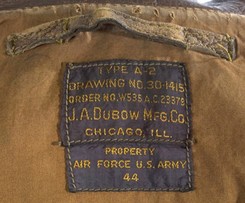 TYPE A-2
DRAWING NO. 30-1415
ORDER NO. W535 A.C. 23378
J. A. DUBOW MFG. CO.
CHICAGO, ILL.
PROPERTY
AIR FORCE U.S. ARMY
44